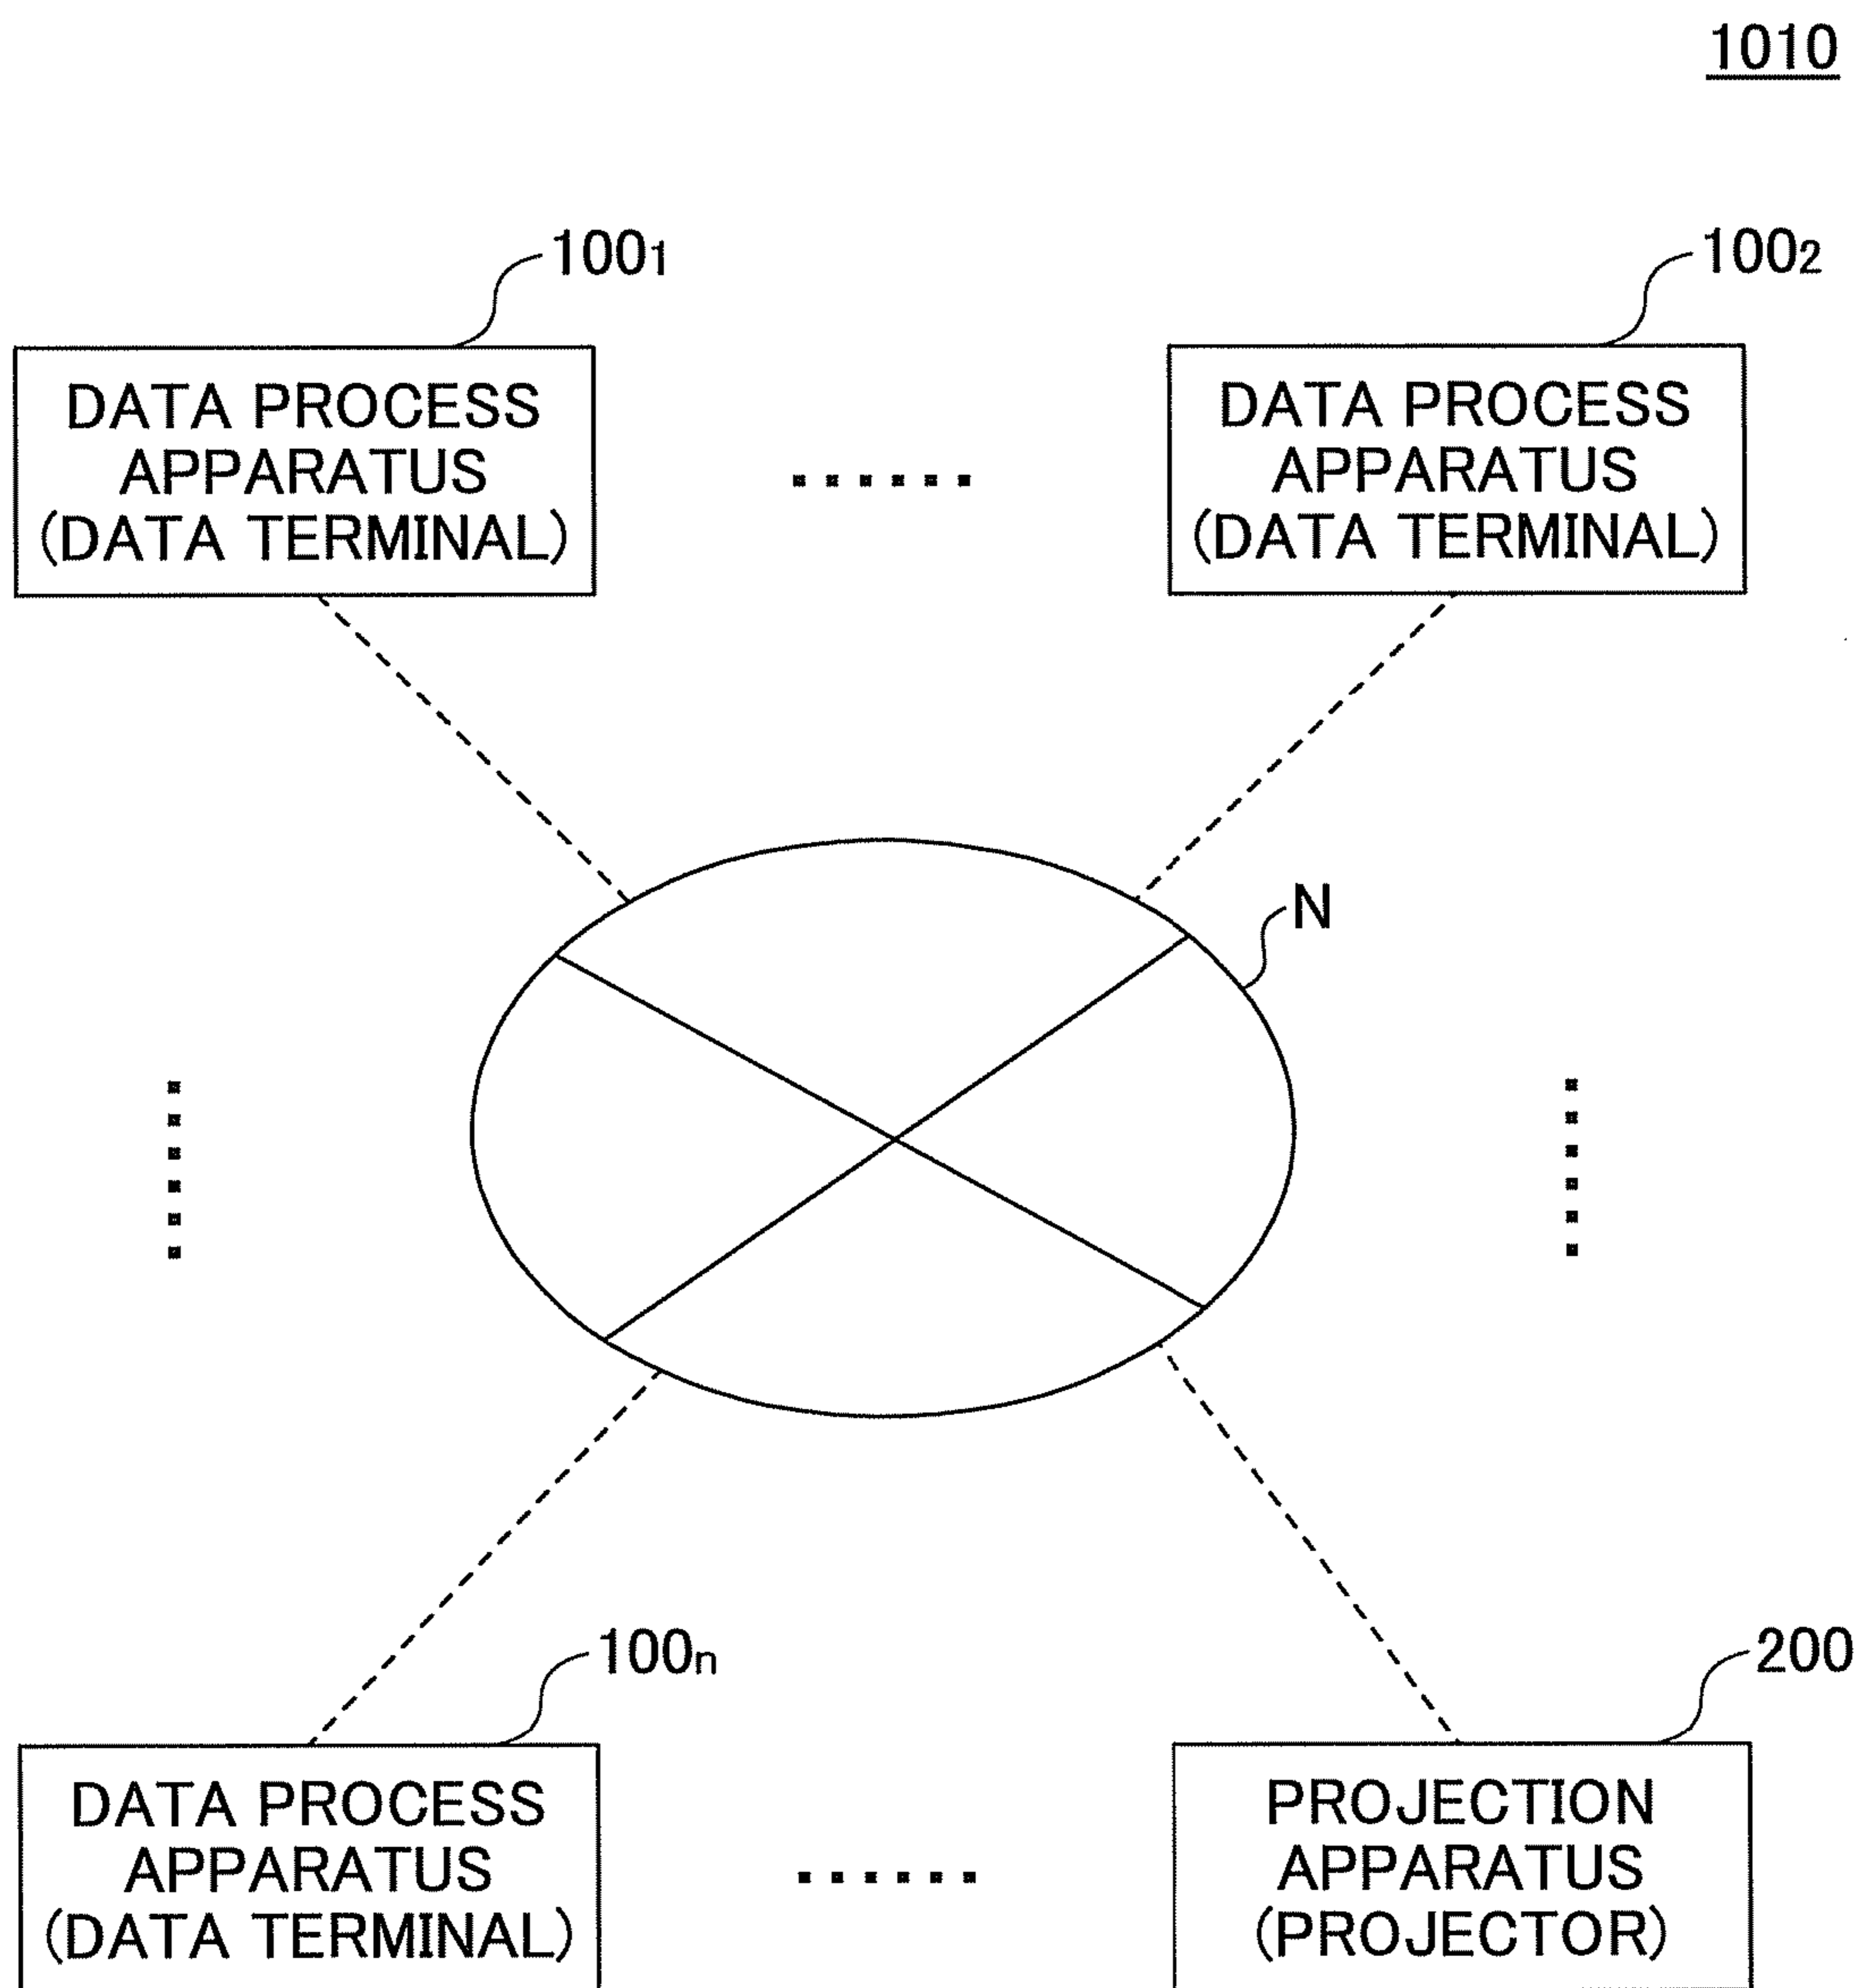 1010
100₁
100₂
DATA PROCESS
APPARATUS
(DATA TERMINAL)
DATA PROCESS
APPARATUS
(DATA TERMINAL)
N
100ₙ
200
DATA PROCESS
APPARATUS
(DATA TERMINAL)
PROJECTION
APPARATUS
(PROJECTOR)